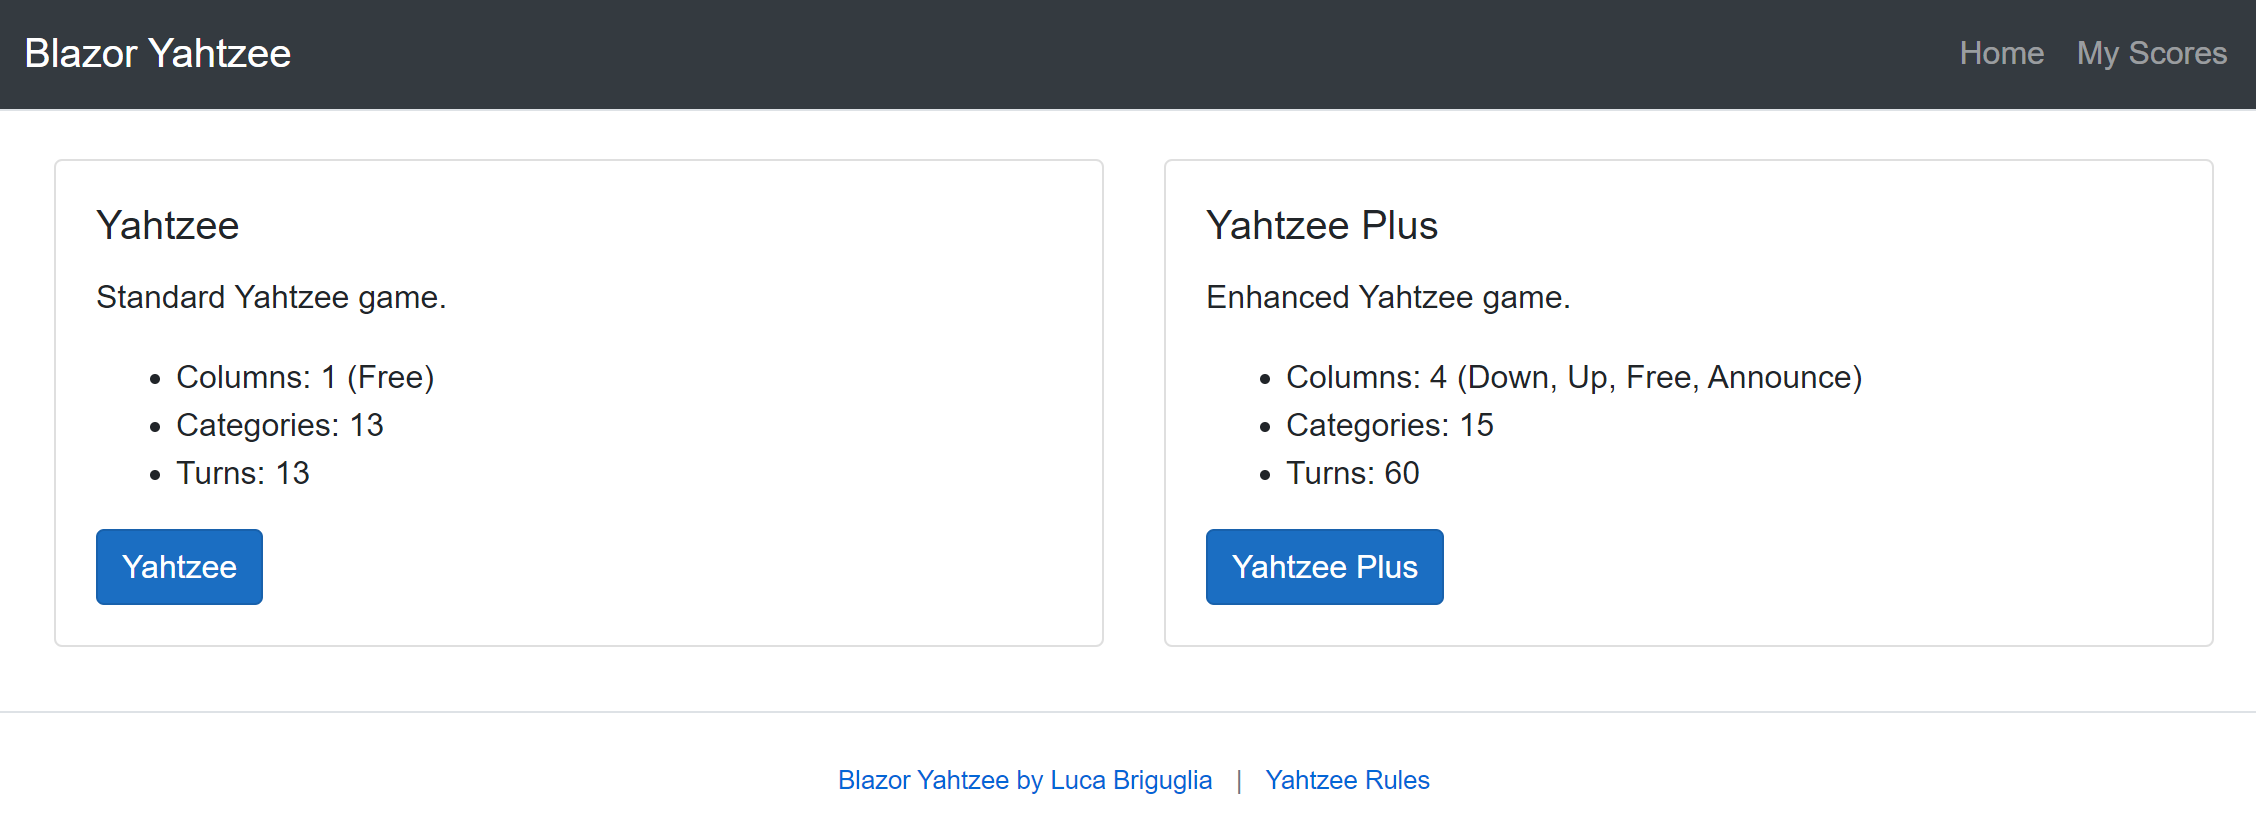 Blazor Yahtzee
Home
My Scores
Yahtzee
Standard Yahtzee game.
Columns: 1 (Free)
Categories: 13
Turns: 13
Yahtzee
Yahtzee Plus
Enhanced Yahtzee game.
Columns: 4 (Down, Up, Free, Announce)
Categories: 15
Turns: 60
Yahtzee Plus
Blazor Yahtzee by Luca Briguglia | Yahtzee Rules